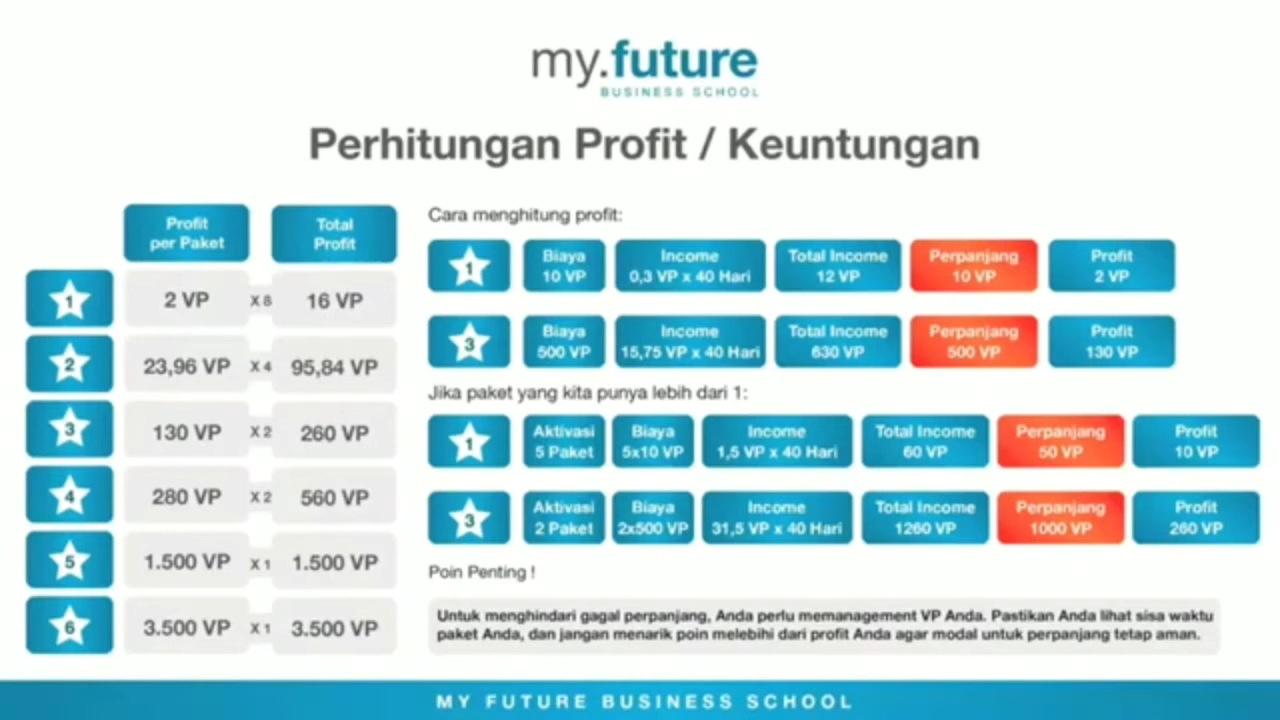 my.future
BUSINESS SCHOOL
Perhitungan Profit / Keuntungan
Profit
per Paket
Total
Profit
1
2 VP
X 8
16 VP
2
23,96 VP
X 4
95,84 VP
3
130 VP
X 2
260 VP
4
280 VP
X 2
560 VP
5
1.500 VP
X 1
1.500 VP
6
3.500 VP
X 1
3.500 VP
Cara menghitung profit:
1
Biaya
10 VP
Income
0,3 VP x 40 Hari
Total Income
12 VP
Perpanjang
10 VP
Profit
2 VP
3
Biaya
500 VP
Income
15,75 VP x 40 Hari
Total Income
630 VP
Perpanjang
500 VP
Profit
130 VP
Jika paket yang kita punya lebih dari 1:
1
Aktivasi
5 Paket
Biaya
5x10 VP
Income
1,5 VP x 40 Hari
Total Income
60 VP
Perpanjang
50 VP
Profit
10 VP
3
Aktivasi
2 Paket
Biaya
2x500 VP
Income
31,5 VP x 40 Hari
Total Income
1260 VP
Perpanjang
1000 VP
Profit
260 VP
Poin Penting !
Untuk menghindari gagal perpanjang, Anda perlu memanagement VP Anda. Pastikan Anda lihat sisa waktu
paket Anda, dan jangan menarik poin melebihi dari profit Anda agar modal untuk perpanjang tetap aman.
MY FUTURE BUSINESS SCHOOL